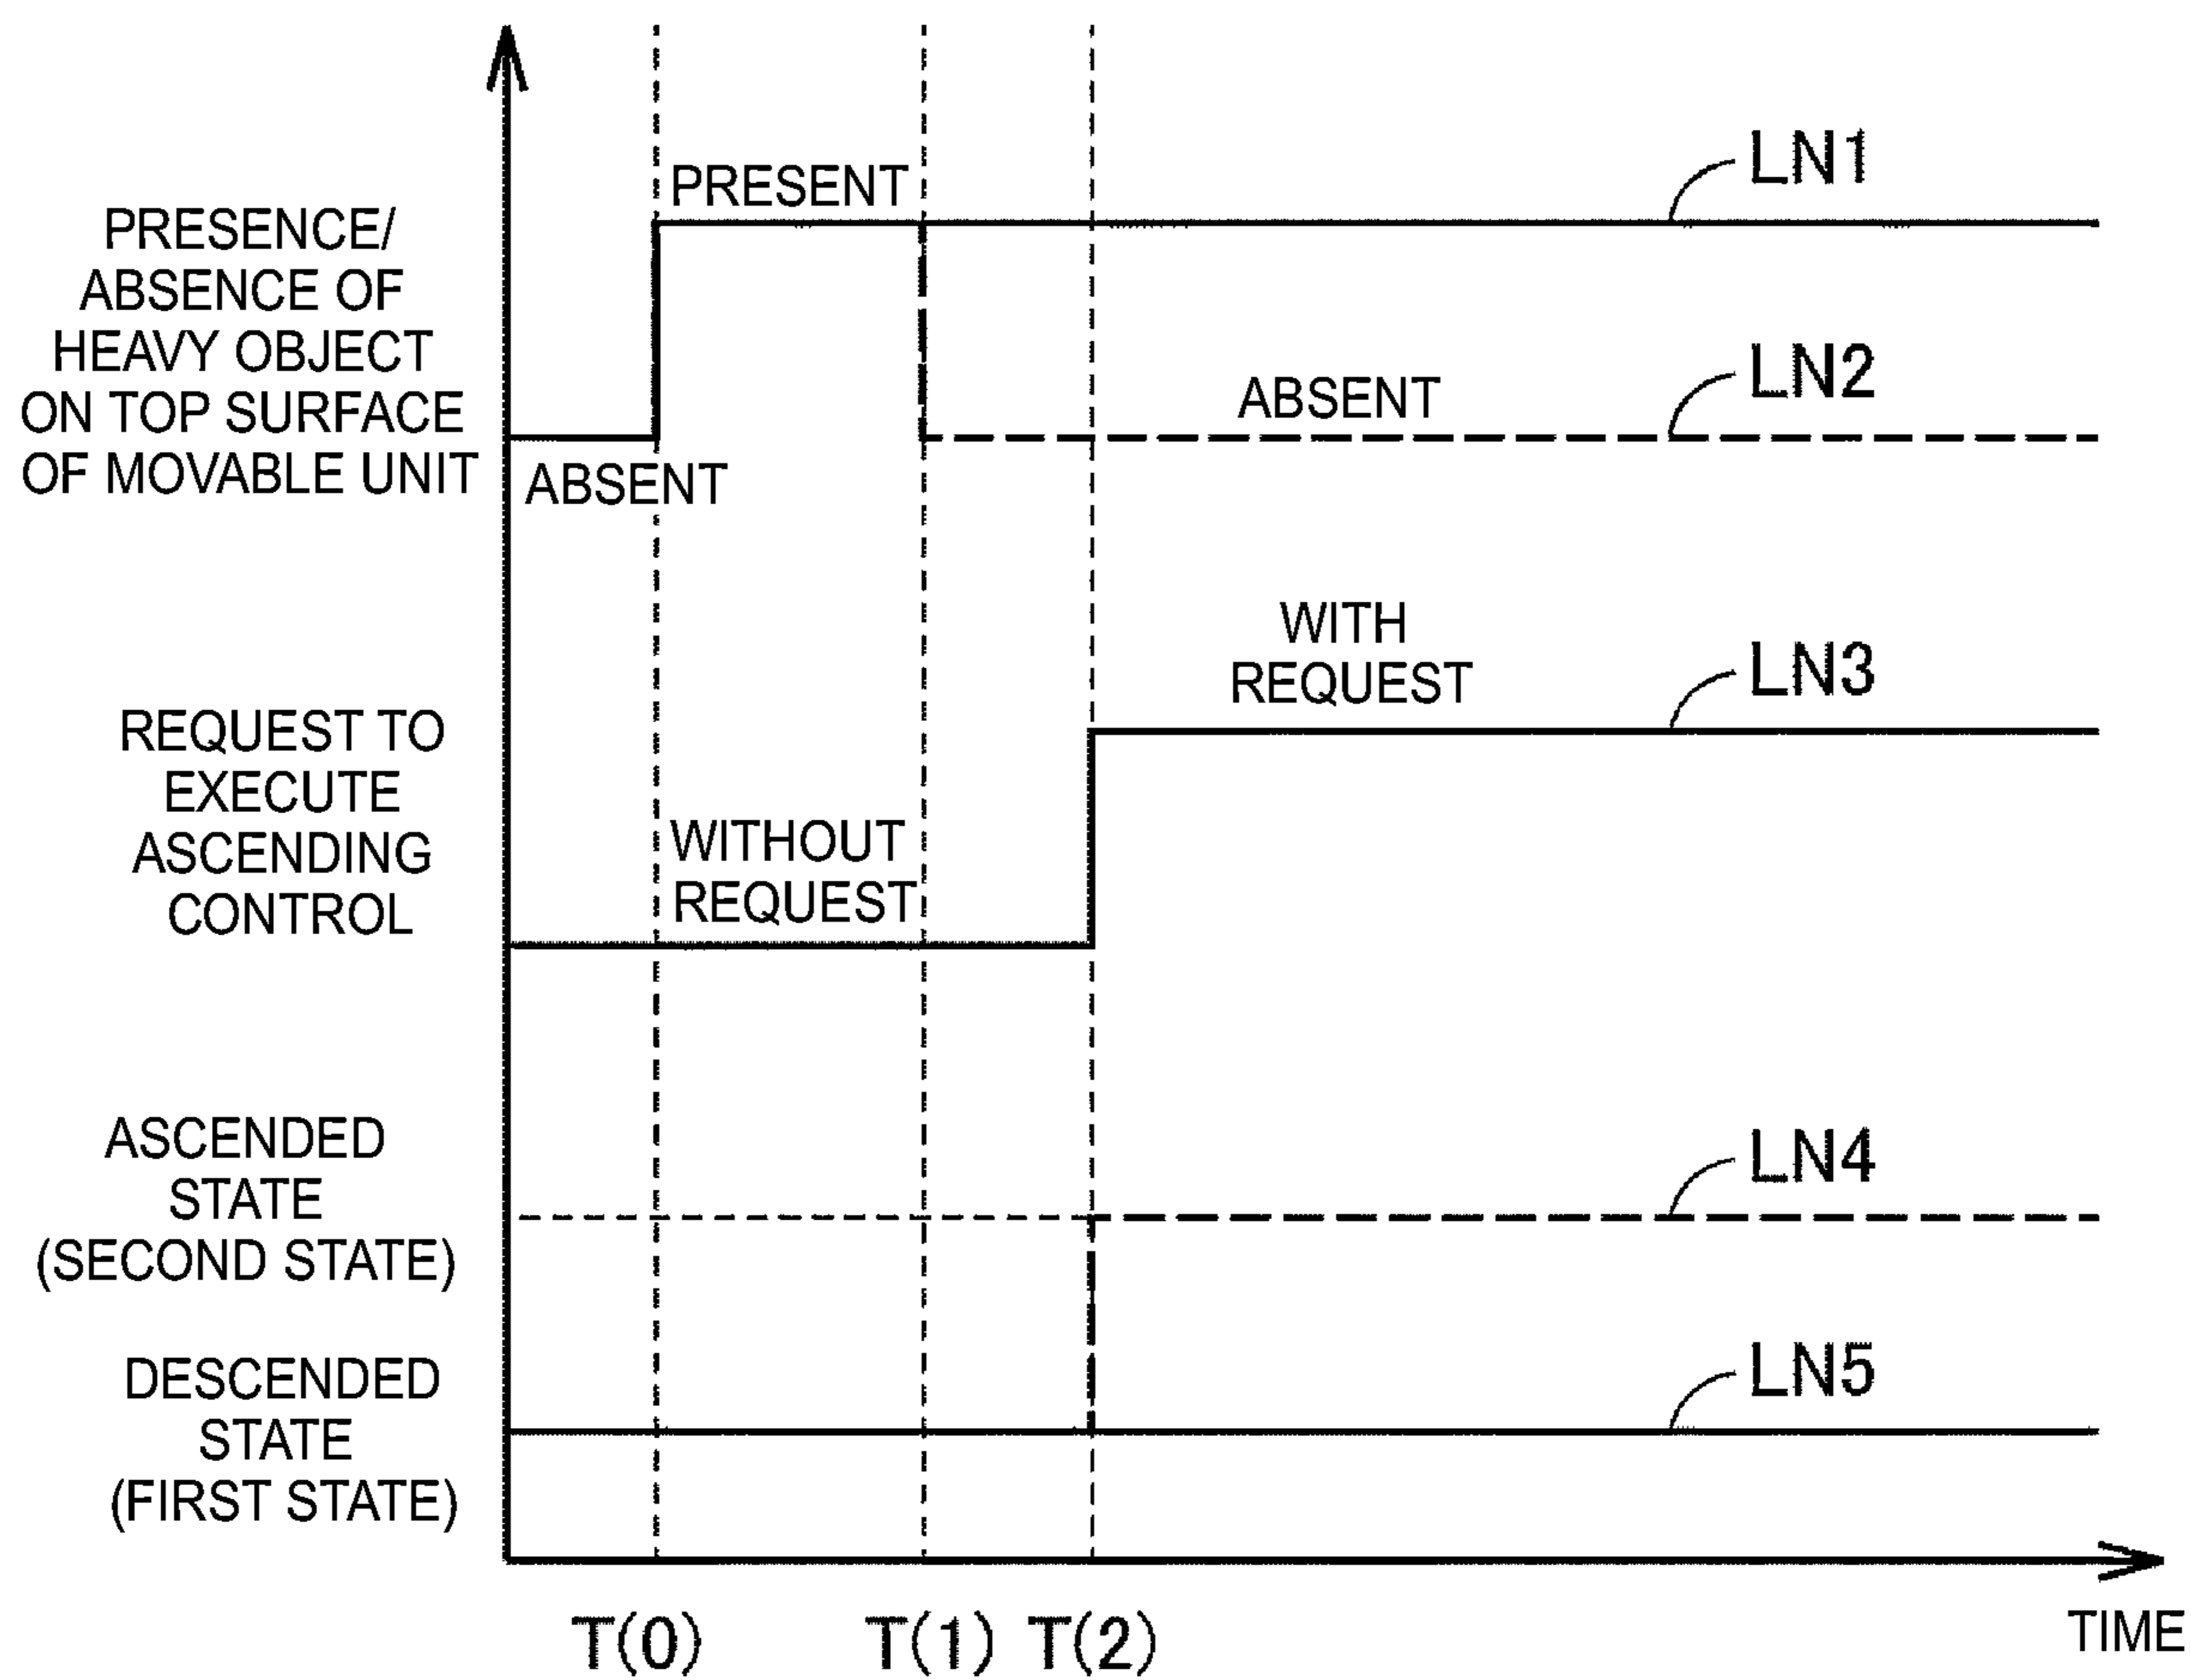 PRESENT
LN1
PRESENCE/
ABSENCE OF
HEAVY OBJECT
ON TOP SURFACE
OF MOVABLE UNIT
LN2
ABSENT
ABSENT
WITH
REQUEST
LN3
REQUEST TO
EXECUTE
ASCENDING
CONTROL
WITHOUT
REQUEST
ASCENDED
STATE
(SECOND STATE)
LN4
DESCENDED
STATE
(FIRST STATE)
LN5
T(0)
T(1)
T(2)
TIME